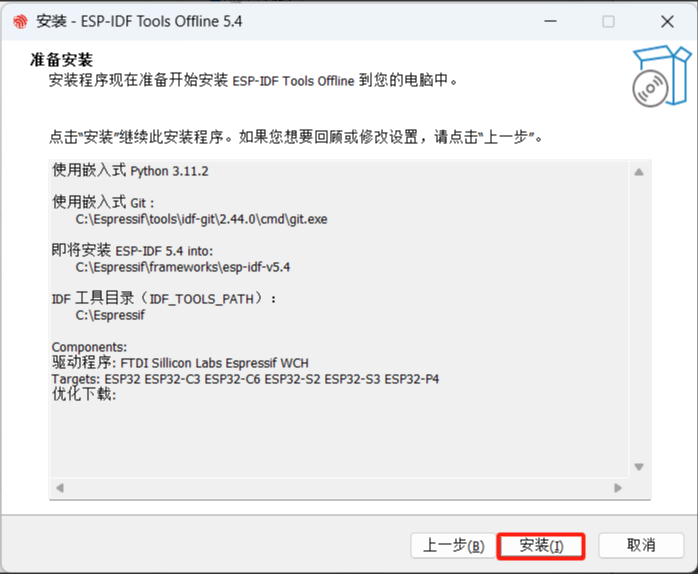 安装 - ESP-IDF Tools Offline 5.4
准备安装
安装程序现在准备开始安装 ESP-IDF Tools Offline 到您的电脑中。
点击“安装”继续此安装程序。如果您想要回顾或修改设置，请点击“上一步”。
使用嵌入式 Python 3.11.2
使用嵌入式 Git：
C:\Espressif\tools\idf-git\2.44.0\cmd\git.exe
即将安装 ESP-IDF 5.4 into:
C:\Espressif\frameworks\esp-idf-v5.4
IDF 工具目录（IDF_TOOLS_PATH）：
C:\Espressif
Components:
驱动程序: FTDI Sillicon Labs Espressif WCH
Targets: ESP32 ESP32-C3 ESP32-C6 ESP32-S2 ESP32-S3 ESP32-P4
优化下载:
上一步(B) 安装(I) 取消